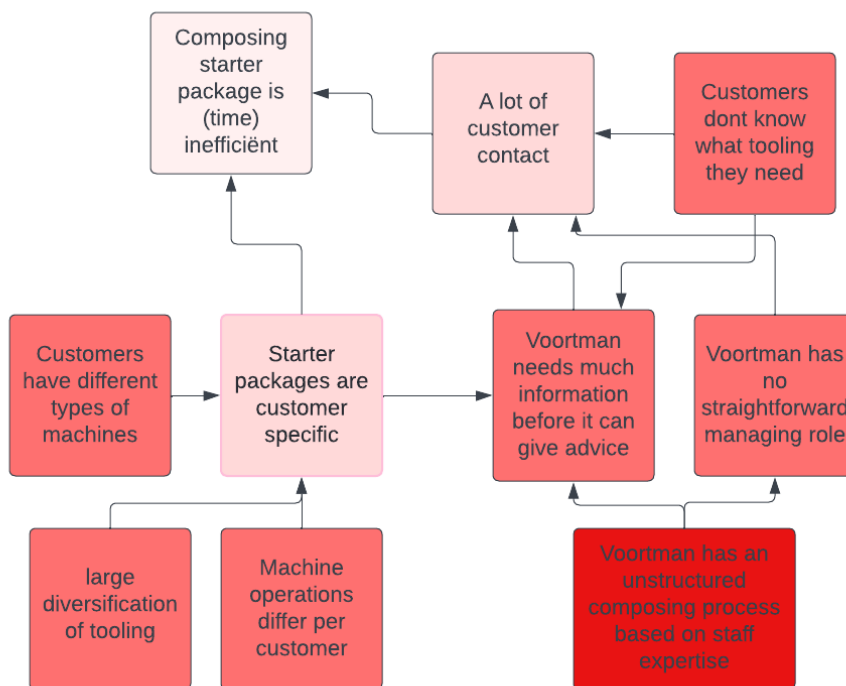 Composing
starter
package is
(time)
inefficiënt
A lot of
customer
contact
Customers
dont know
what tooling
they need
Customers
have different
types of
machines
Starter
packages are
customer
specific
Voortman
needs much
information
before it can
give advice
Voortman has
no
straightforward
managing role
large
diversification
of tooling
Machine
operations
differ per
customer
Voortman has an
unstructured
composing process
based on staff
expertise